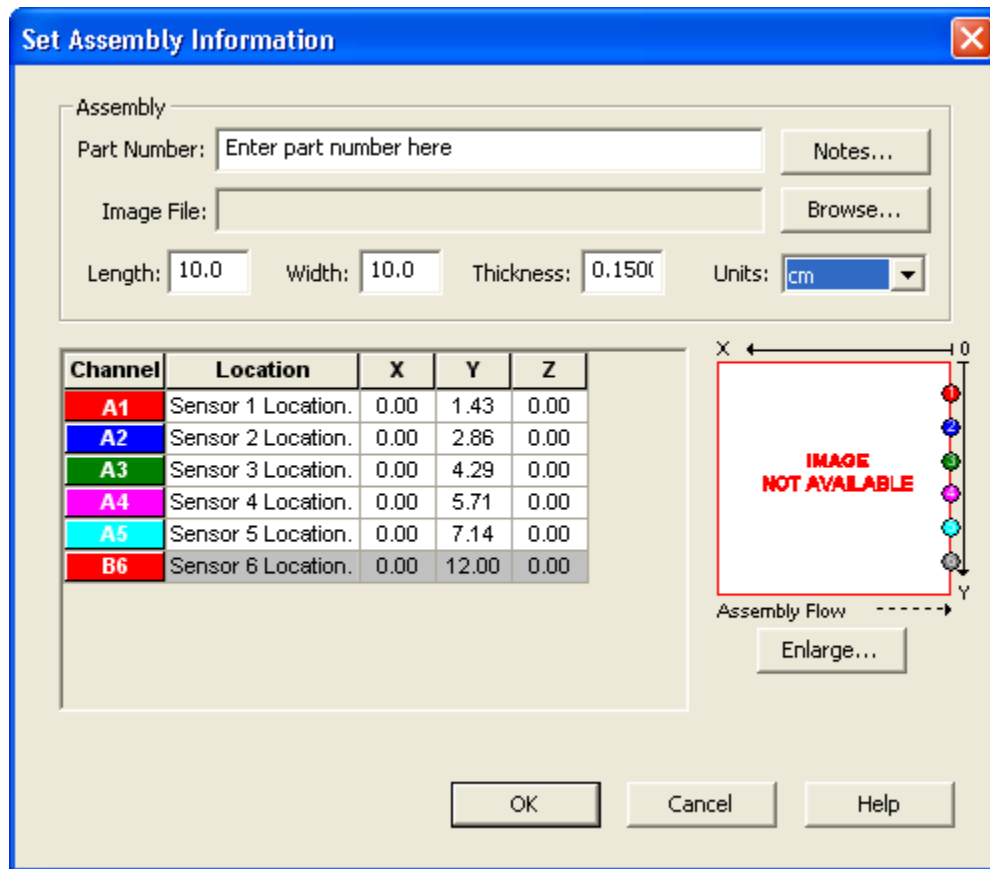 Set Assembly Information
Assembly
Part Number: Enter part number here Notes...
Image File: Browse...
Length: 10.0 Width: 10.0 Thickness: 0.1500 Units: cm
Channel Location X Y Z
A1 Sensor 1 Location. 0.00 1.43 0.00
A2 Sensor 2 Location. 0.00 2.86 0.00
A3 Sensor 3 Location. 0.00 4.29 0.00
A4 Sensor 4 Location. 0.00 5.71 0.00
A5 Sensor 5 Location. 0.00 7.14 0.00
B6 Sensor 6 Location. 0.00 12.00 0.00
X 0
1
2
3
4
IMAGE
NOT AVAILABLE
Y
Assembly Flow
Enlarge...
OK Cancel Help